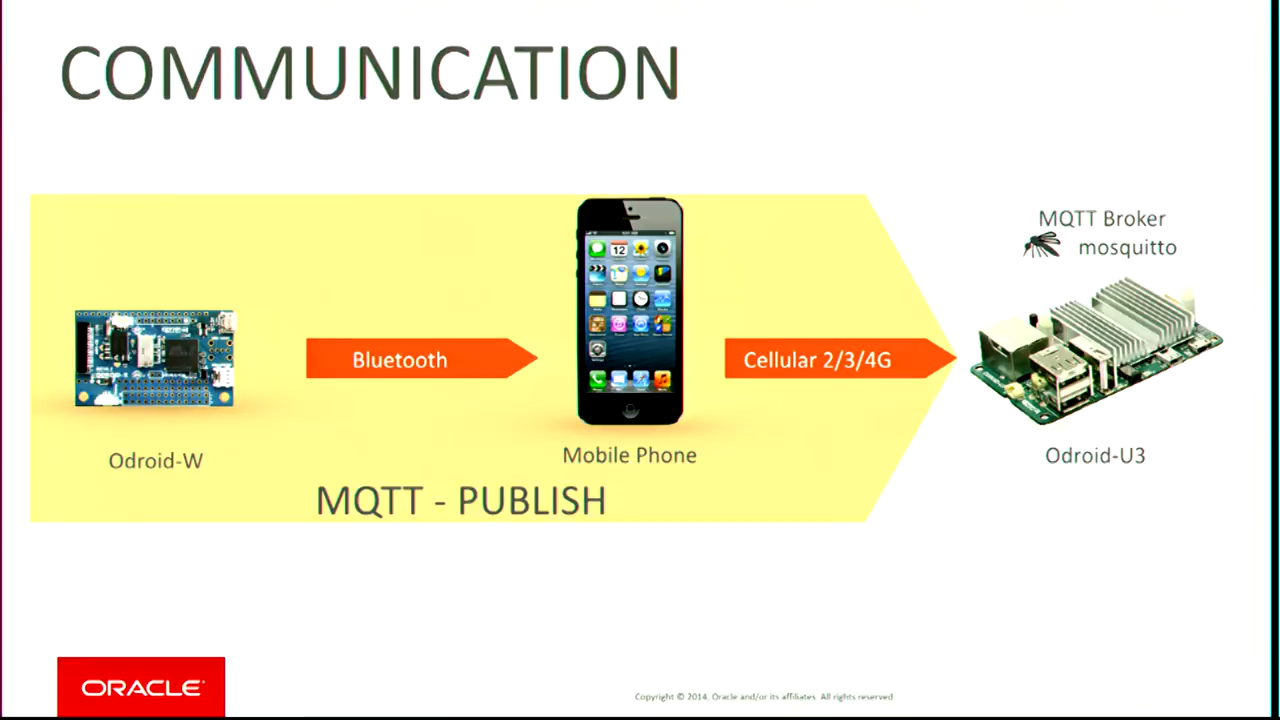 COMMUNICATION
MQTT Broker
mosquitto
Bluetooth
Cellular 2/3/4G
Odroid-W
Mobile Phone
Odroid-U3
MQTT - PUBLISH
ORACLE
Copyright © 2014, Oracle and/or its affiliates. All rights reserved